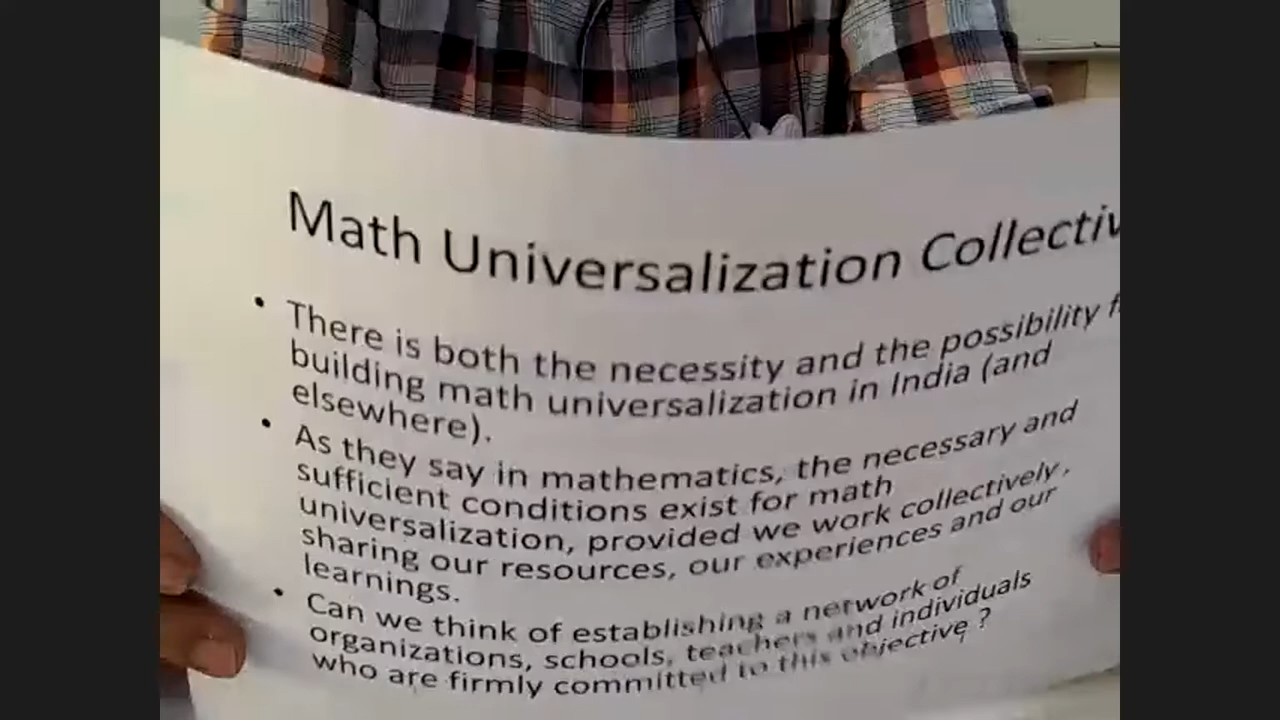 Math Universalization Collectiv
• There is both the necessity and the possibility f
building math universalization in India (and
elsewhere).
• As they say in mathematics, the necessary and
sufficient conditions exist for math
universalization, provided we work collectively,
sharing our resources, our experiences and our
learnings.
• Can we think of establishing a network of
organizations, schools, teachers and individuals
who are firmly committed to this objective ?